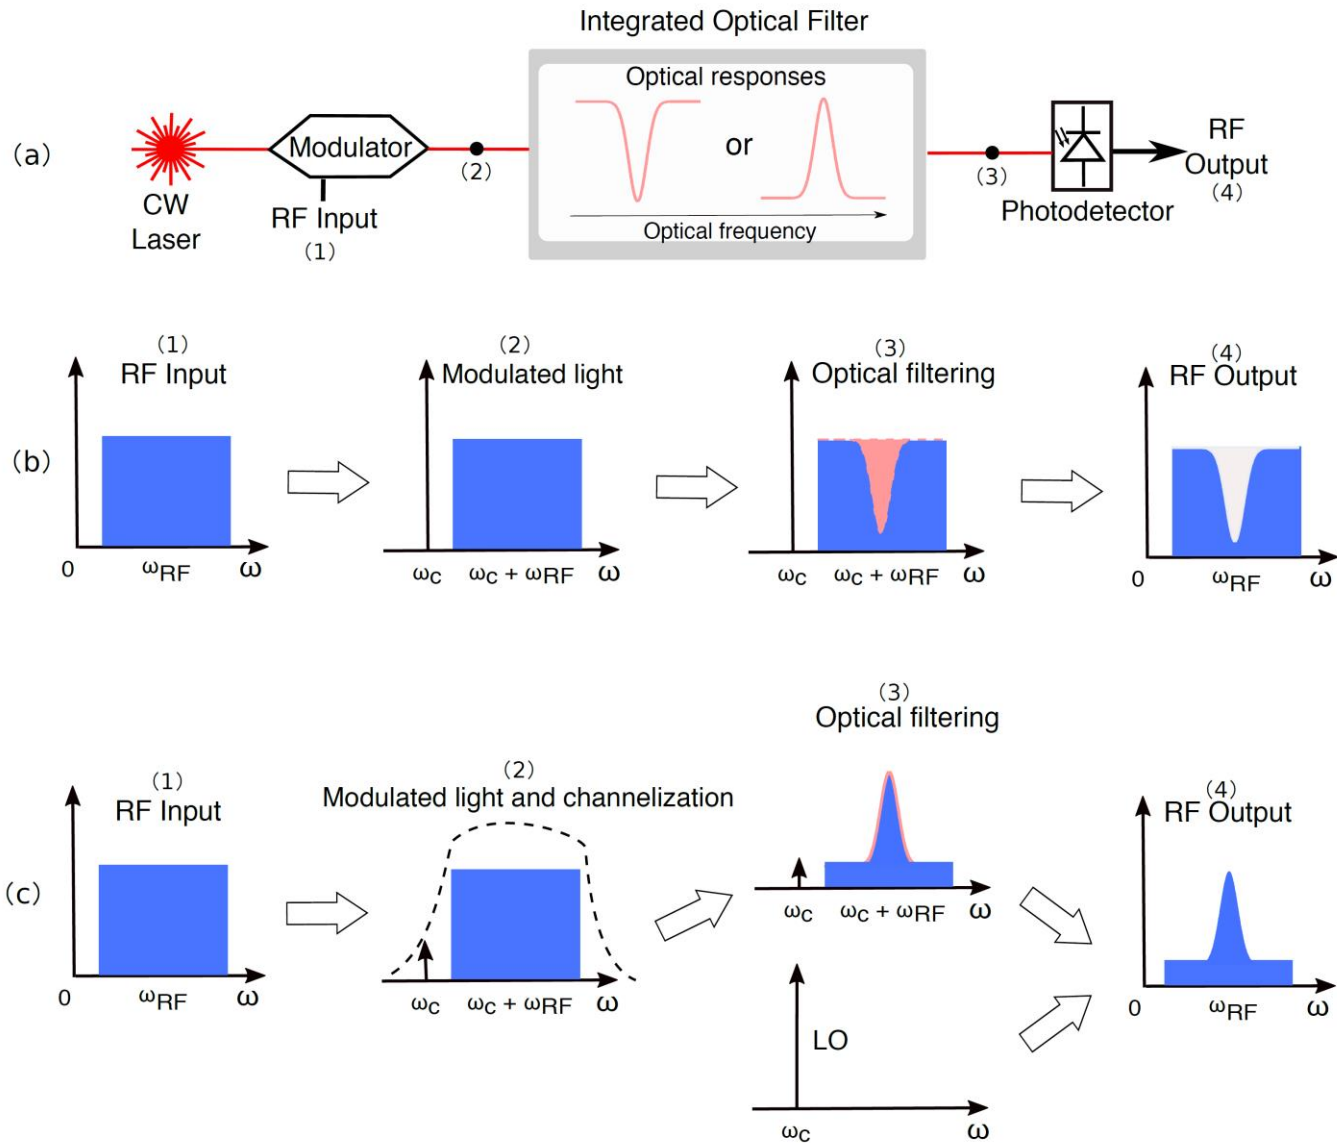 Integrated Optical Filter
Optical responses
or
Optical frequency
(a)
CW
Laser
Modulator
RF Input
(1)
(2)
(3)
Photodetector
RF
Output
(4)
(b)
(1)
RF Input
0
ωRF
ω
(2)
Modulated light
ωc
ωc + ωRF
ω
(3)
Optical filtering
ωc
ωc + ωRF
ω
(4)
RF Output
0
ωRF
ω
(c)
(1)
RF Input
0
ωRF
ω
(2)
Modulated light and channelization
ωc
ωc + ωRF
ω
(3)
Optical filtering
ωc
ωc + ωRF
ω
LO
ωc
ω
(4)
RF Output
0
ωRF
ω